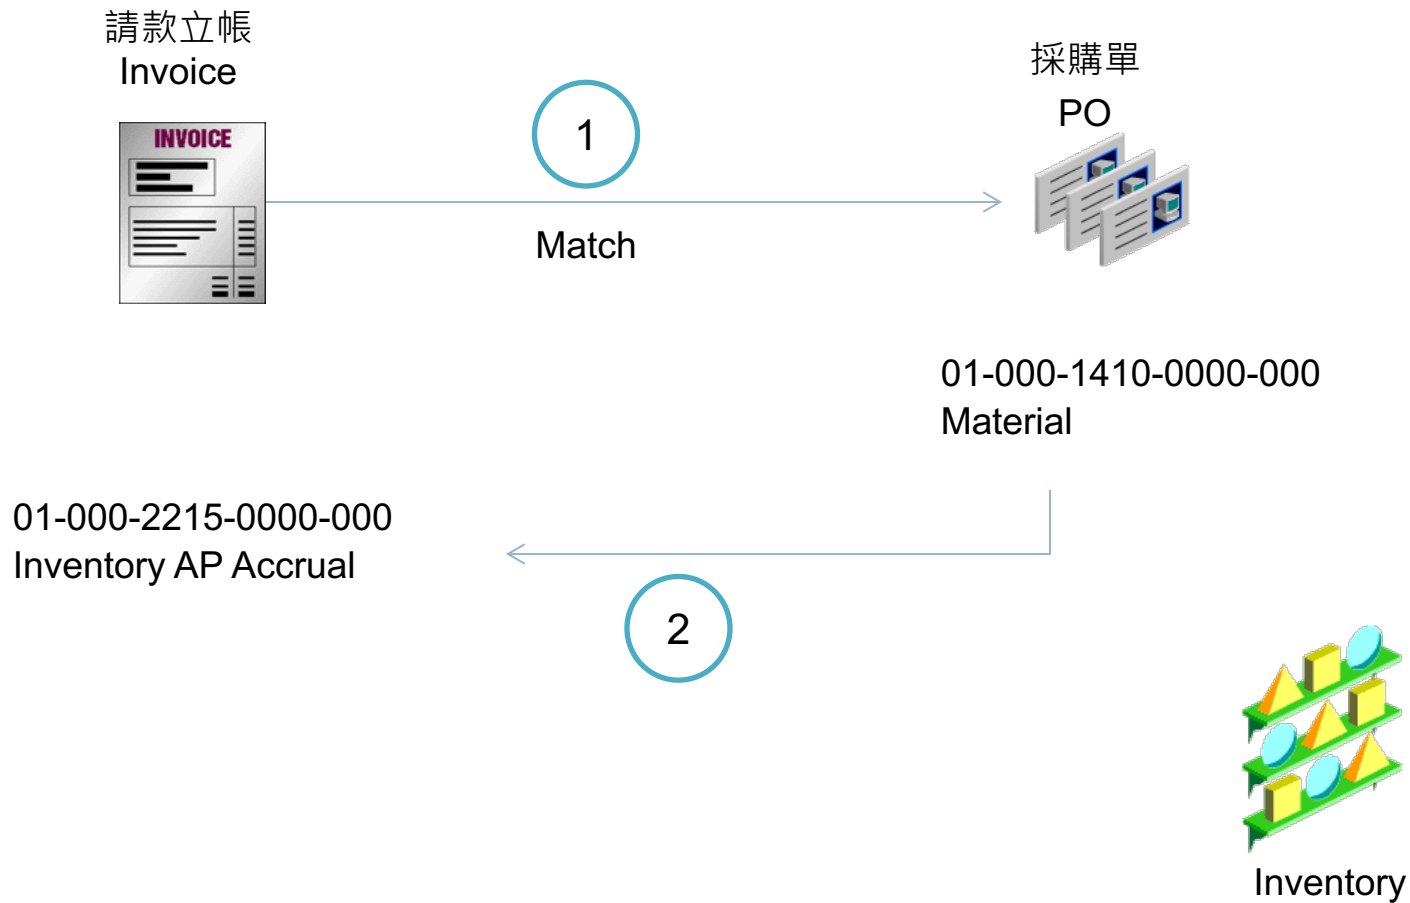 請款立帳
Invoice
INVOICE
1
Match
採購單
PO
01-000-1410-0000-000
Material
01-000-2215-0000-000
Inventory AP Accrual
2
Inventory